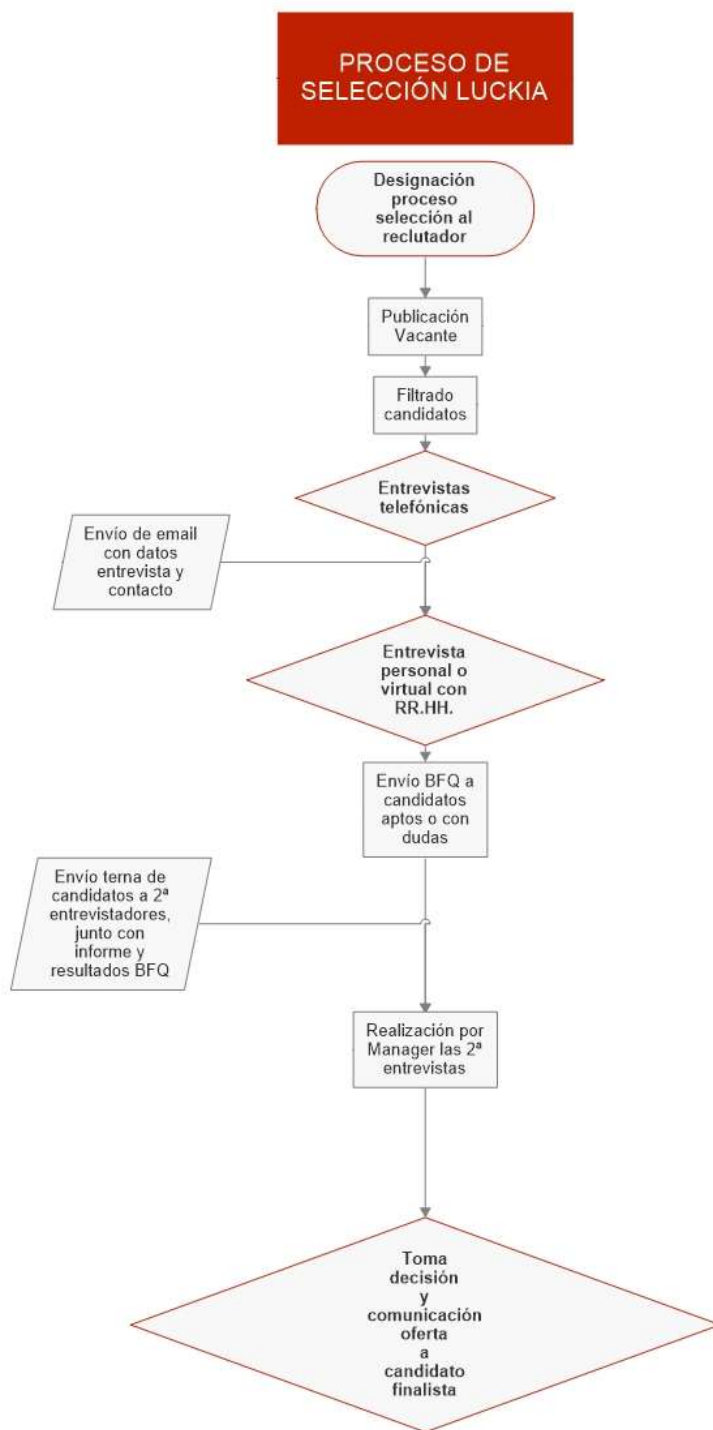 PROCESO DE
SELECCIÓN LUCKIA
Designación
proceso
selección al
reclutador
Publicación
Vacante
Filtrado
candidatos
Entrevistas
telefónicas
Envío de email
con datos
entrevista y
contacto
Entrevista
personal o
virtual con
RR.HH.
Envío BFQ a
candidatos
aptos o con
dudas
Envío terna de
candidatos a 2ª
entrevistadores,
junto con
informe y
resultados BFQ
Realización por
Manager las 2ª
entrevistas
Toma
decisión
y
comunicación
oferta
a
candidato
finalista